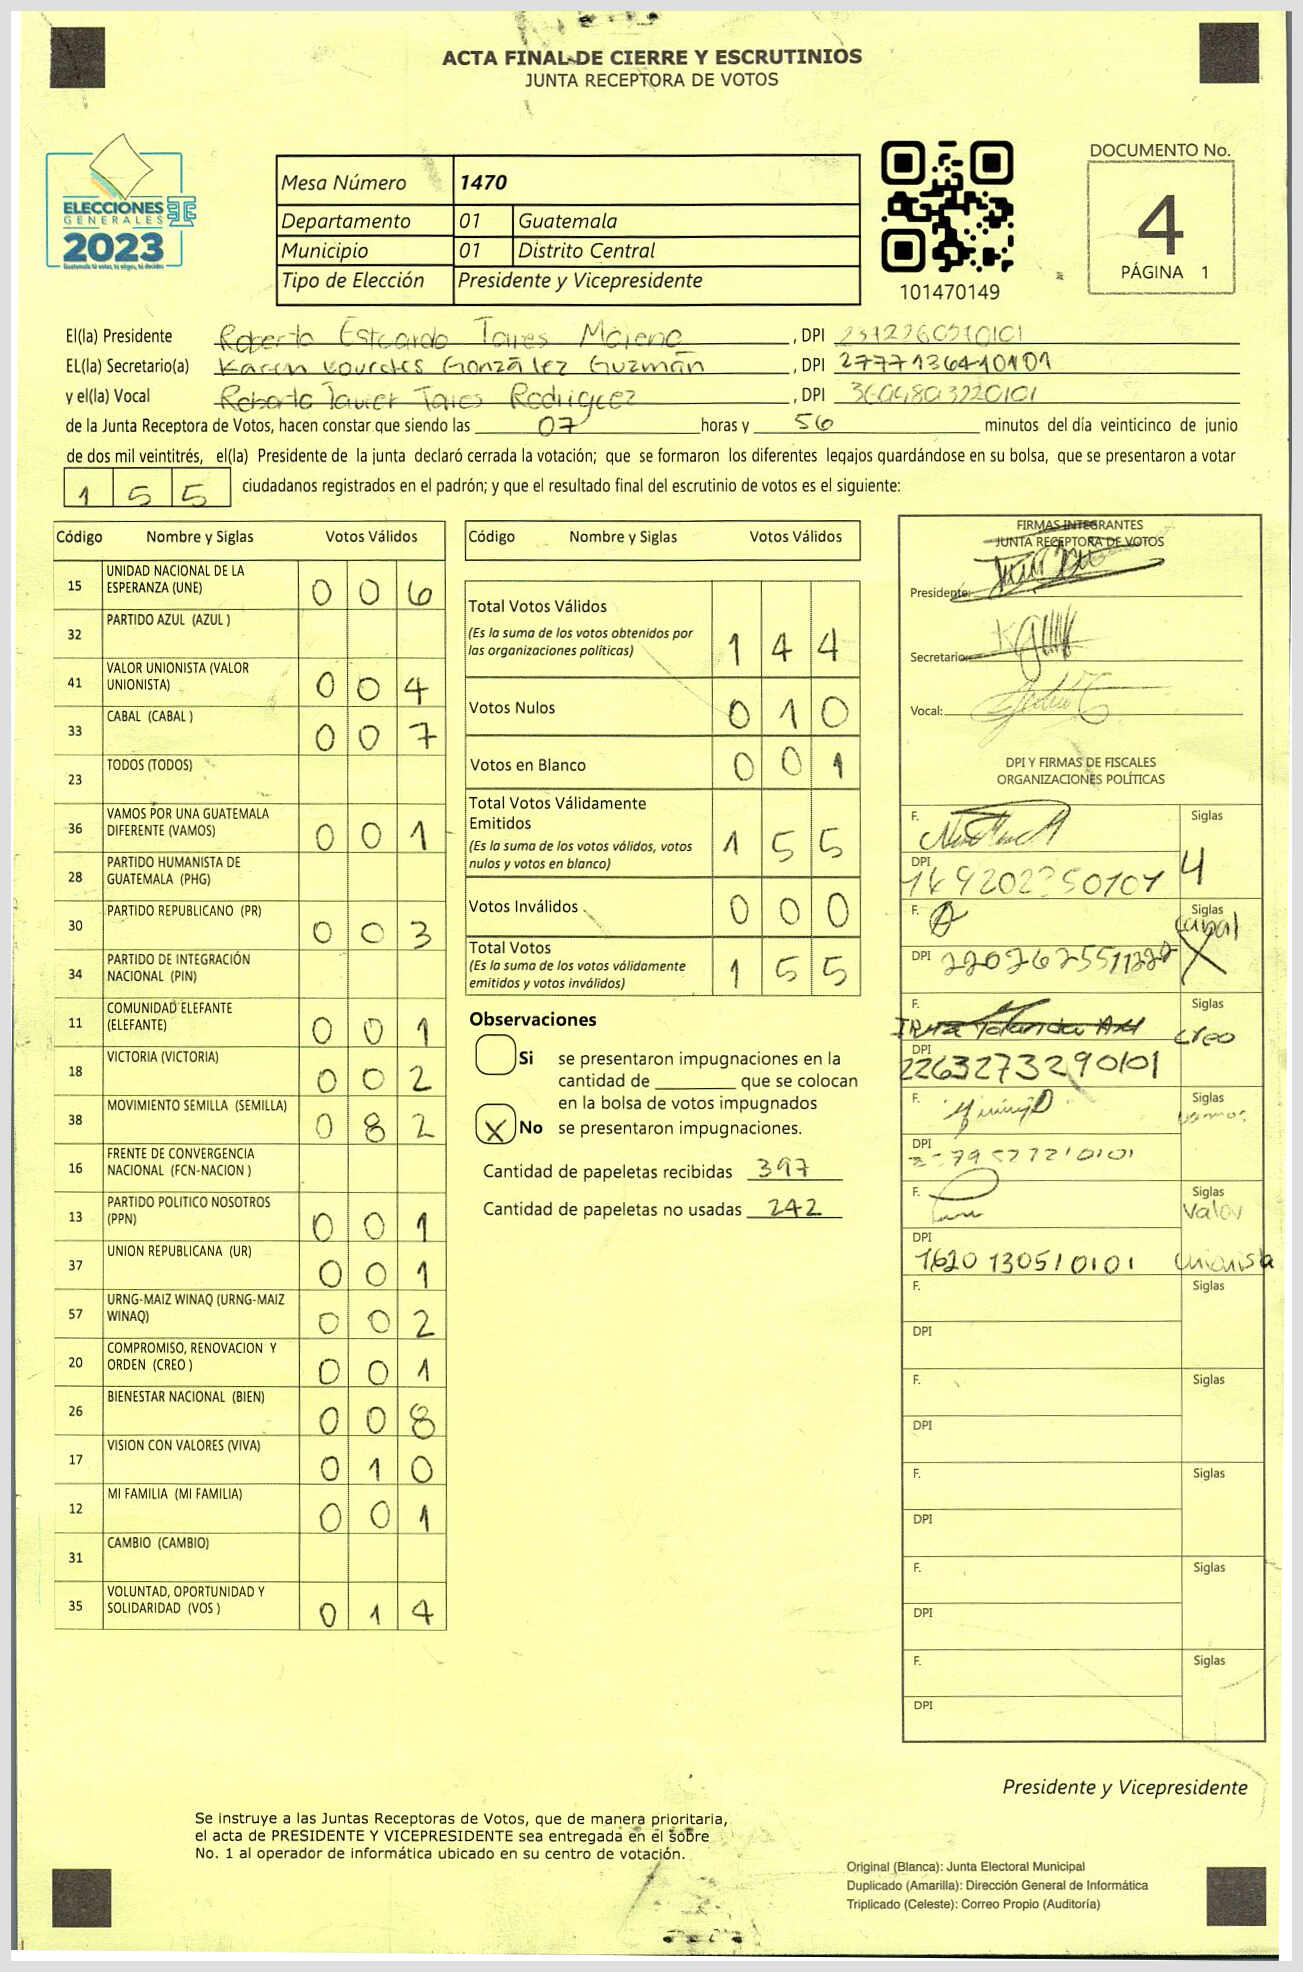 ACTA FINAL DE CIERRE Y ESCRUTINIOS
JUNTA RECEPTORA DE VOTOS
ELECCIONES
GENERALES
2023
Guatemala tú votas, tú eliges, tú decides
Mesa Número 1470
Departamento 01 Guatemala
Municipio 01 Distrito Central
Tipo de Elección Presidente y Vicepresidente
101470149
DOCUMENTO No.
4
PÁGINA 1
El(la) Presidente Roberto Estuardo Moreno, DPI
EL(la) Secretario(a) Karen Lourdes González Guzmán, DPI 2777136410101
y el(la) Vocal Roberto Javier Rodriguez, DPI 3604803220101
de la Junta Receptora de Votos, hacen constar que siendo las 07 horas y 56 minutos del día veinticinco de junio
de dos mil veintitrés, el(la) Presidente de la junta declaró cerrada la votación; que se formaron los diferentes legajos quardándose en su bolsa, que se presentaron a votar
1 5 5 ciudadanos registrados en el padrón; y que el resultado final del escrutinio de votos es el siguiente:
Código Nombre y Siglas Votos Válidos
15 UNIDAD NACIONAL DE LA
ESPERANZA (UNE) 0 0 6
32 PARTIDO AZUL (AZUL )
41 VALOR UNIONISTA (VALOR
UNIONISTA) 0 0 4
33 CABAL (CABAL ) 0 0 7
23 TODOS (TODOS)
36 VAMOS POR UNA GUATEMALA
DIFERENTE (VAMOS) 0 0 1
28 PARTIDO HUMANISTA DE
GUATEMALA (PHG)
30 PARTIDO REPUBLICANO (PR) 0 0 3
34 PARTIDO DE INTEGRACIÓN
NACIONAL (PIN)
11 COMUNIDAD ELEFANTE
(ELEFANTE) 0 0 1
18 VICTORIA (VICTORIA) 0 0 2
38 MOVIMIENTO SEMILLA (SEMILLA) 0 8 2
16 FRENTE DE CONVERGENCIA
NACIONAL (FCN-NACION )
13 PARTIDO POLITICO NOSOTROS
(PPN) 0 0 1
37 UNION REPUBLICANA (UR) 0 0 1
57 URNG-MAIZ WINAQ (URNG-MAIZ
WINAQ) 0 0 2
20 COMPROMISO, RENOVACION Y
ORDEN (CREO ) 0 0 1
26 BIENESTAR NACIONAL (BIEN) 0 0 8
17 VISION CON VALORES (VIVA) 0 1 0
12 MI FAMILIA (MI FAMILIA) 0 0 1
31 CAMBIO (CAMBIO)
35 VOLUNTAD, OPORTUNIDAD Y
SOLIDARIDAD (VOS ) 0 1 4
Código Nombre y Siglas Votos Válidos
Total Votos Válidos
(Es la suma de los votos obtenidos por
las organizaciones políticas) 1 4 4
Votos Nulos 0 1 0
Votos en Blanco 0 0 1
Total Votos Válidamente
Emitidos
(Es la suma de los votos válidos, votos
nulos y votos en blanco) 1 5 5
Votos Inválidos 0 0 0
Total Votos
(Es la suma de los votos válidamente
emitidos y votos inválidos) 1 5 5
Observaciones
Si se presentaron impugnaciones en la
cantidad de ________ que se colocan
en la bolsa de votos impugnados
X No se presentaron impugnaciones.
Cantidad de papeletas recibidas 397
Cantidad de papeletas no usadas 242
FIRMAS INTEGRANTES
JUNTA RECEPTORA DE VOTOS
Presidente:
Secretario:
Vocal:
DPI Y FIRMAS DE FISCALES
ORGANIZACIONES POLÍTICAS
F. Siglas
DPI 4
F. Siglas
Cabal
DPI X
F. Siglas
Creo
DPI
2263273290101
F. Siglas
Vamos
DPI
F. Siglas
Valor
DPI
1620130510101 Unionista
F. Siglas
DPI
F. Siglas
DPI
F. Siglas
DPI
F. Siglas
DPI
F. Siglas
DPI
Presidente y Vicepresidente
Se instruye a las Juntas Receptoras de Votos, que de manera prioritaria,
el acta de PRESIDENTE Y VICEPRESIDENTE sea entregada en el sobre
No. 1 al operador de informática ubicado en su centro de votación.
Original (Blanca): Junta Electoral Municipal
Duplicado (Amarilla): Dirección General de Informática
Triplicado (Celeste): Correo Propio (Auditoría)